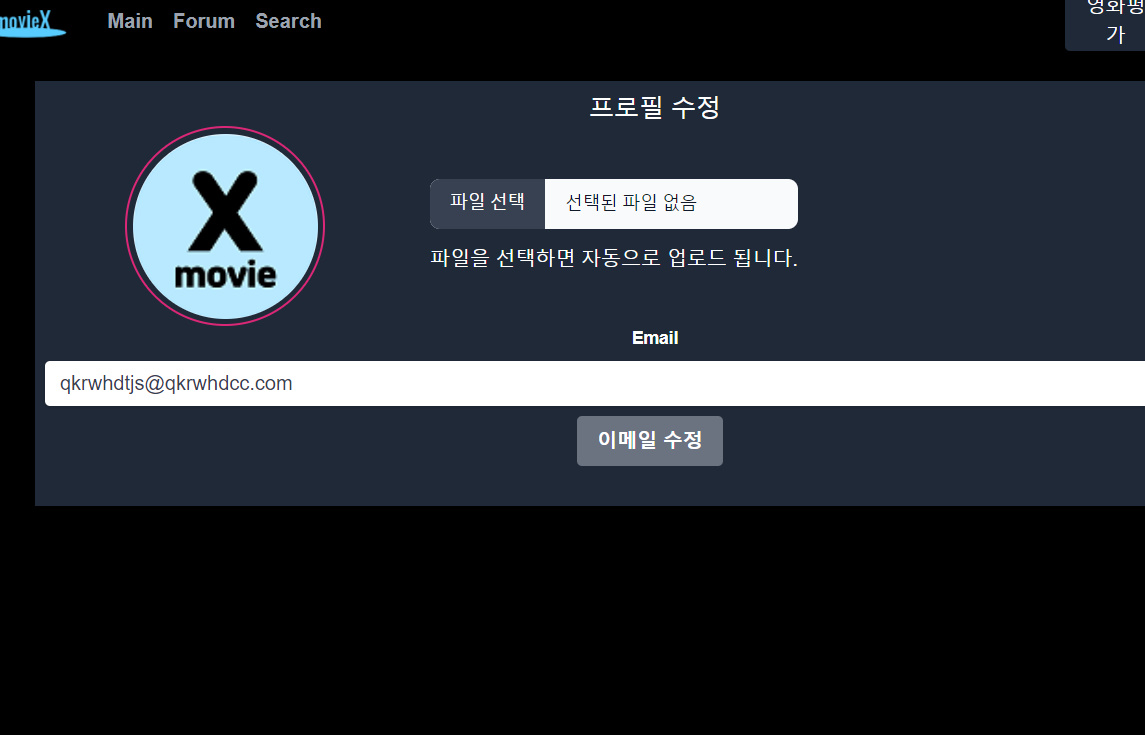 movieX
Main
Forum
Search
영화평
가
프로필 수정
X
movie
파일 선택
선택된 파일 없음
파일을 선택하면 자동으로 업로드 됩니다.
Email
qkrwhdtjs@qkrwhdcc.com
이메일 수정